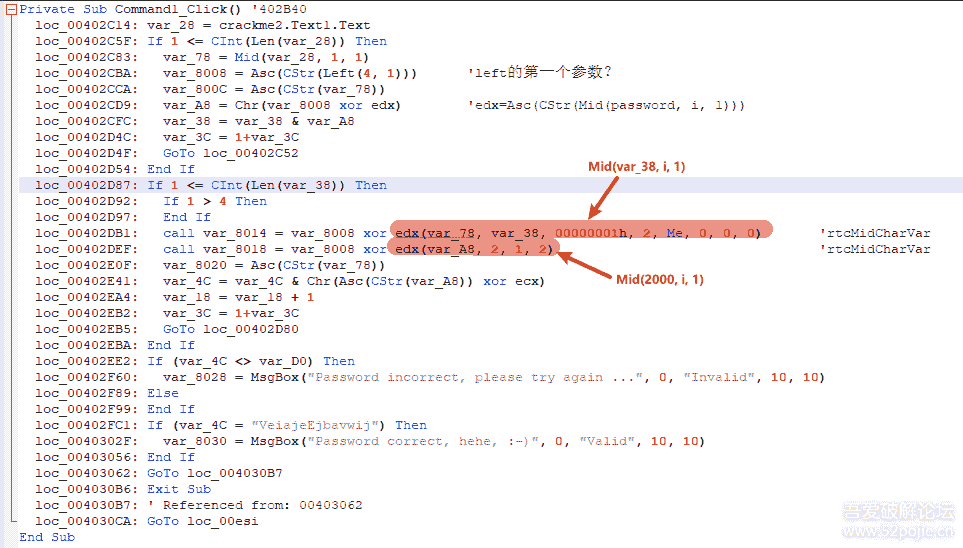 Private Sub Command1_Click() '402B40
loc_00402C14: var_28 = crackme2.Text1.Text
loc_00402C5F: If 1 <= CInt(Len(var_28)) Then
loc_00402C83: var_78 = Mid(var_28, 1, 1)
loc_00402CBA: var_8008 = Asc(CStr(Left(4, 1))) 'left的第一个参数?
loc_00402CCA: var_800C = Asc(CStr(var_78))
loc_00402CD9: var_A8 = Chr(var_8008 xor edx) 'edx=Asc(CStr(Mid(password, i, 1)))
loc_00402CFC: var_38 = var_38 & var_A8
loc_00402D4C: var_3C = 1+var_3C
loc_00402D4F: GoTo loc_00402C52
loc_00402D54: End If
Mid(var_38, i, 1)
loc_00402D87: If 1 <= CInt(Len(var_38)) Then
loc_00402D92: If 1 > 4 Then
loc_00402D97: End If
loc_00402DB1: call var_8014 = var_8008 xor edx(var_78, var_38, 00000001h, 2, Me, 0, 0, 0) 'rtcMidCharVar
loc_00402DEF: call var_8018 = var_8008 xor edx(var_A8, 2, 1, 2) 'rtcMidCharVar
loc_00402E0F: var_8020 = Asc(CStr(var_78))
Mid(2000, i, 1)
loc_00402E41: var_4C = var_4C & Chr(Asc(CStr(var_A8)) xor ecx)
loc_00402EA4: var_18 = var_18 + 1
loc_00402EB2: var_3C = 1+var_3C
loc_00402EB5: GoTo loc_00402D80
loc_00402EBA: End If
loc_00402EE2: If (var_4C <> var_D0) Then
loc_00402F60: var_8028 = MsgBox("Password incorrect, please try again ...", 0, "Invalid", 10, 10)
loc_00402F89: Else
loc_00402F99: End If
loc_00402FC1: If (var_4C = "VeiajeEjbavwij") Then
loc_0040302F: var_8030 = MsgBox("Password correct, hehe, :-)", 0, "Valid", 10, 10)
loc_00403056: End If
loc_00403062: GoTo loc_004030B7
loc_004030B6: Exit Sub
loc_004030B7: ' Referenced from: 00403062
loc_004030CA: GoTo loc_00esi
End Sub
吾爱破解论坛
www.52pojie.cn